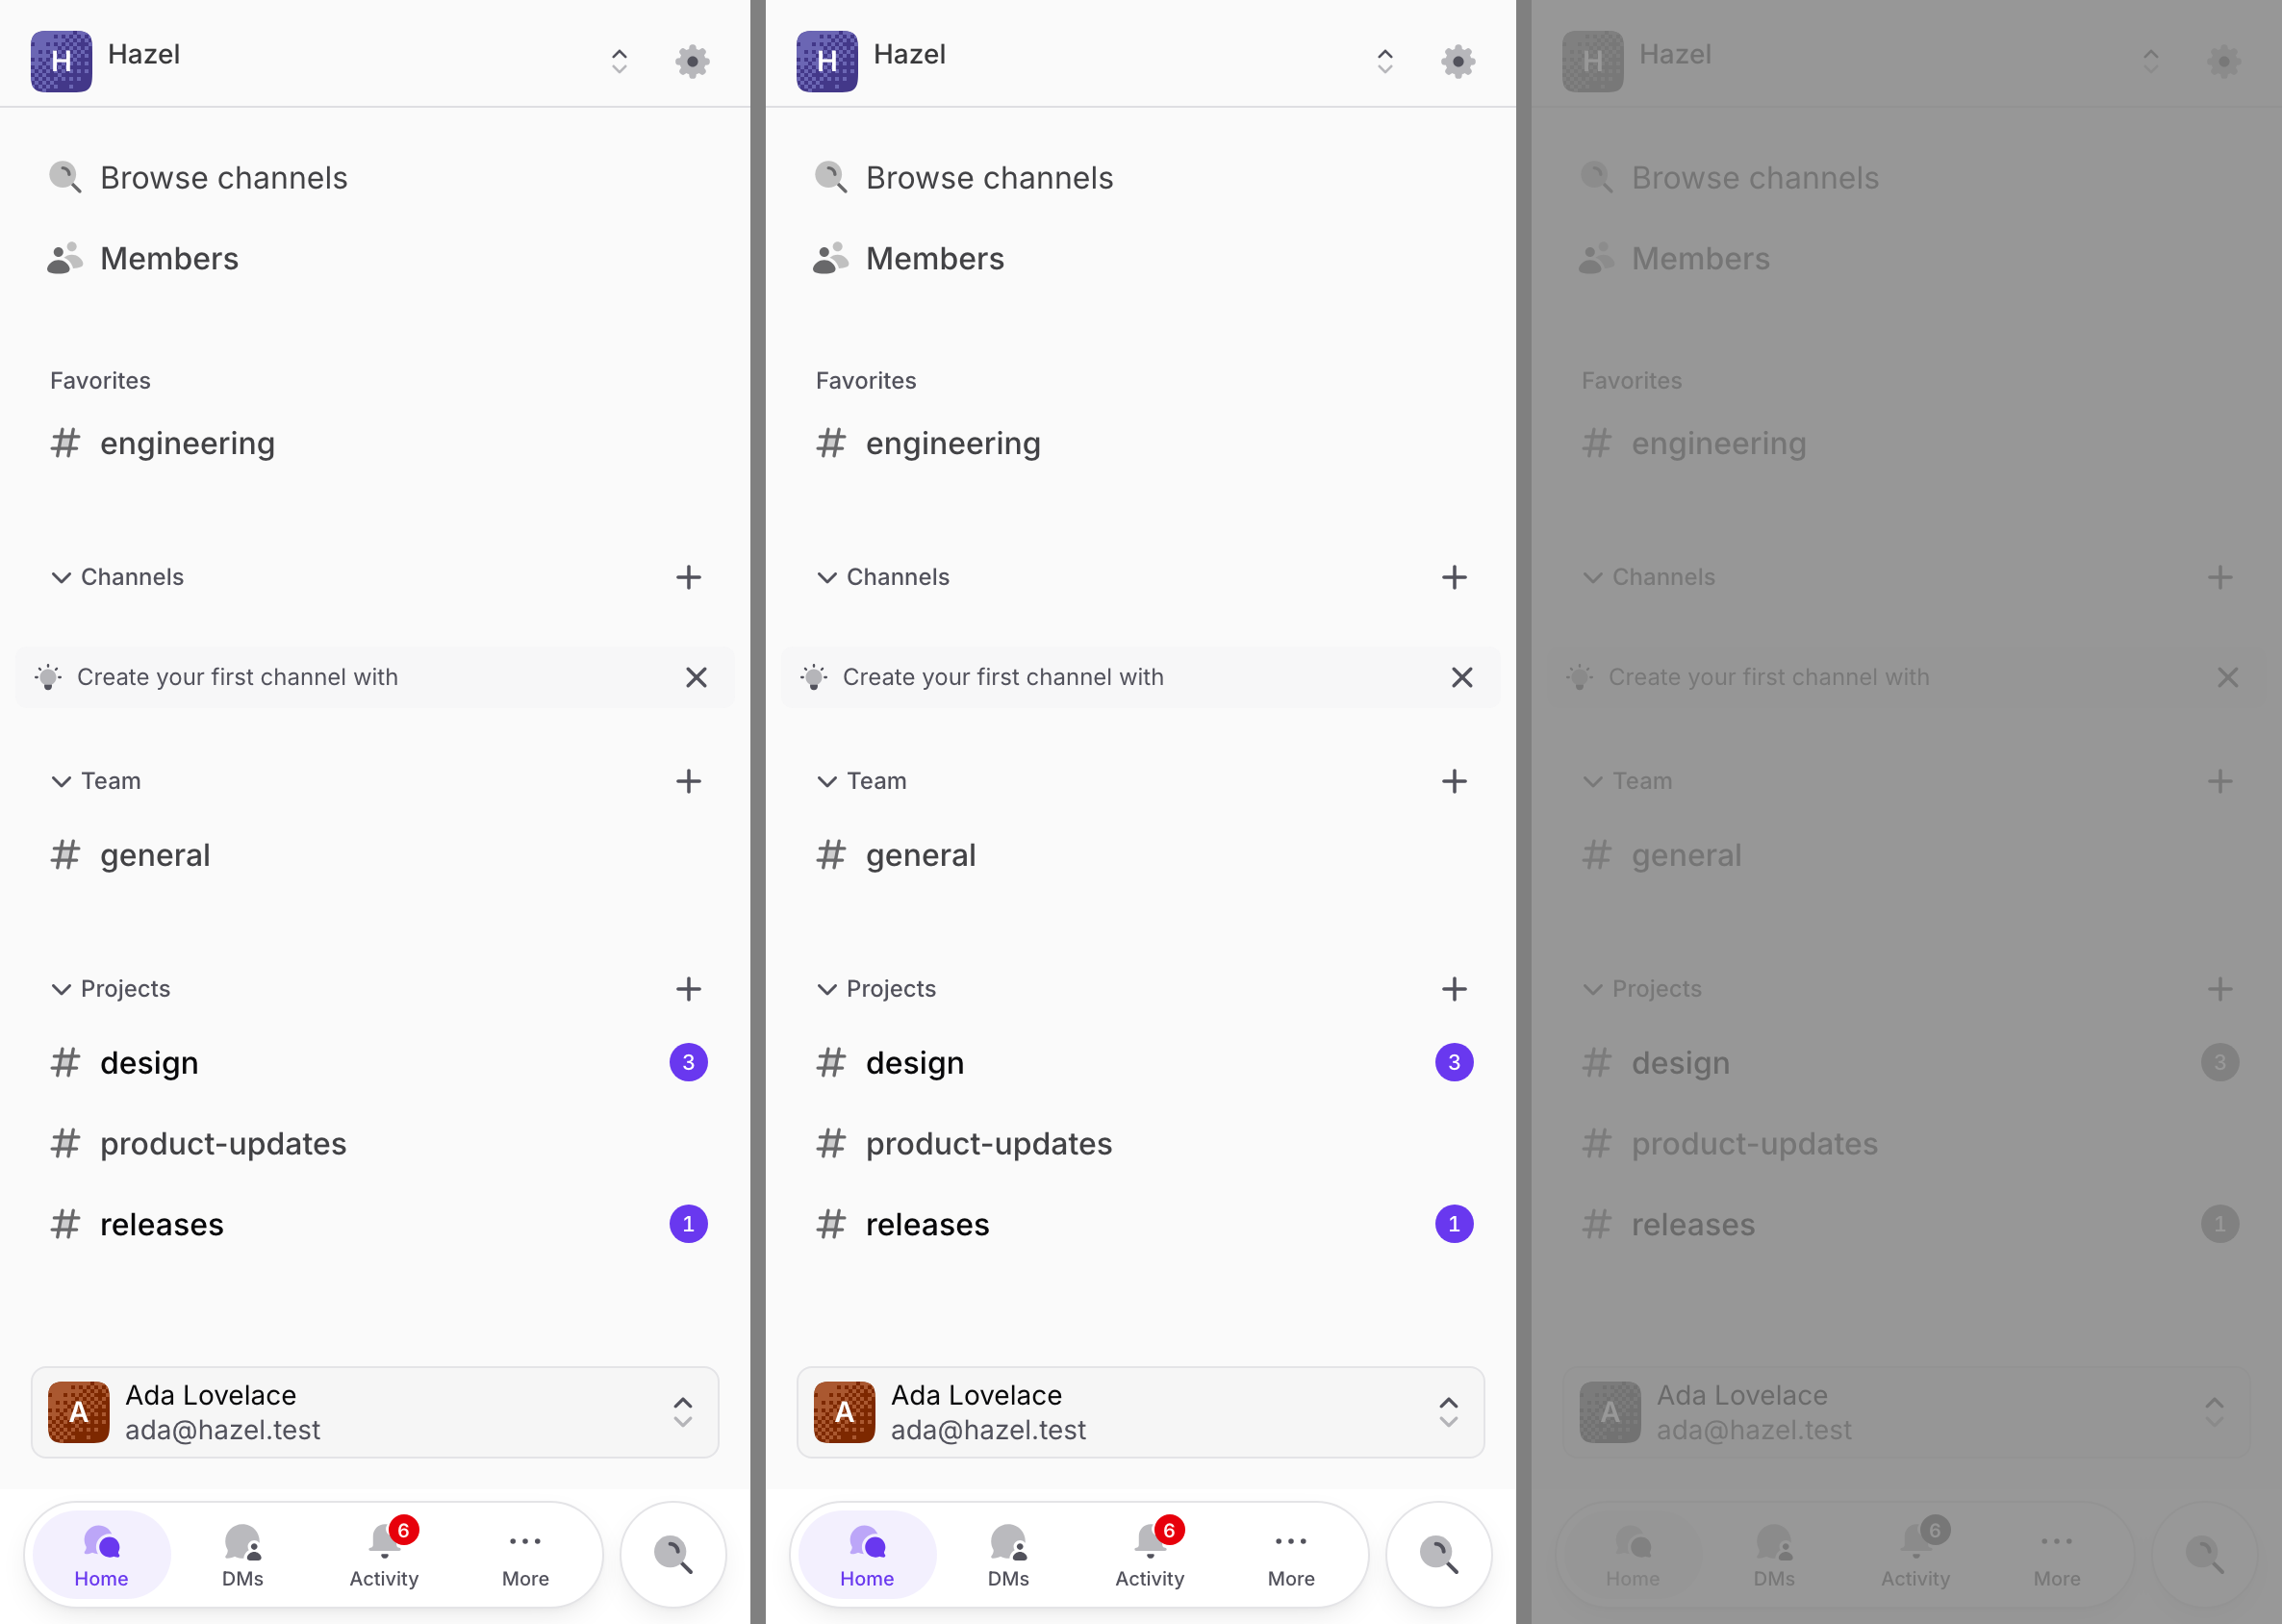 H Hazel
Browse channels
Members
Favorites
# engineering
Channels
Create your first channel with
Team
# general
Projects
# design 3
# product-updates
# releases 1
A Ada Lovelace
ada@hazel.test
6
Home DMs Activity More
H Hazel
Browse channels
Members
Favorites
# engineering
Channels
Create your first channel with
Team
# general
Projects
# design 3
# product-updates
# releases 1
A Ada Lovelace
ada@hazel.test
6
Home DMs Activity More
H Hazel
Browse channels
Members
Favorites
# engineering
Channels
Create your first channel with
Team
# general
Projects
# design 3
# product-updates
# releases 1
A Ada Lovelace
ada@hazel.test
6
Home DMs Activity More